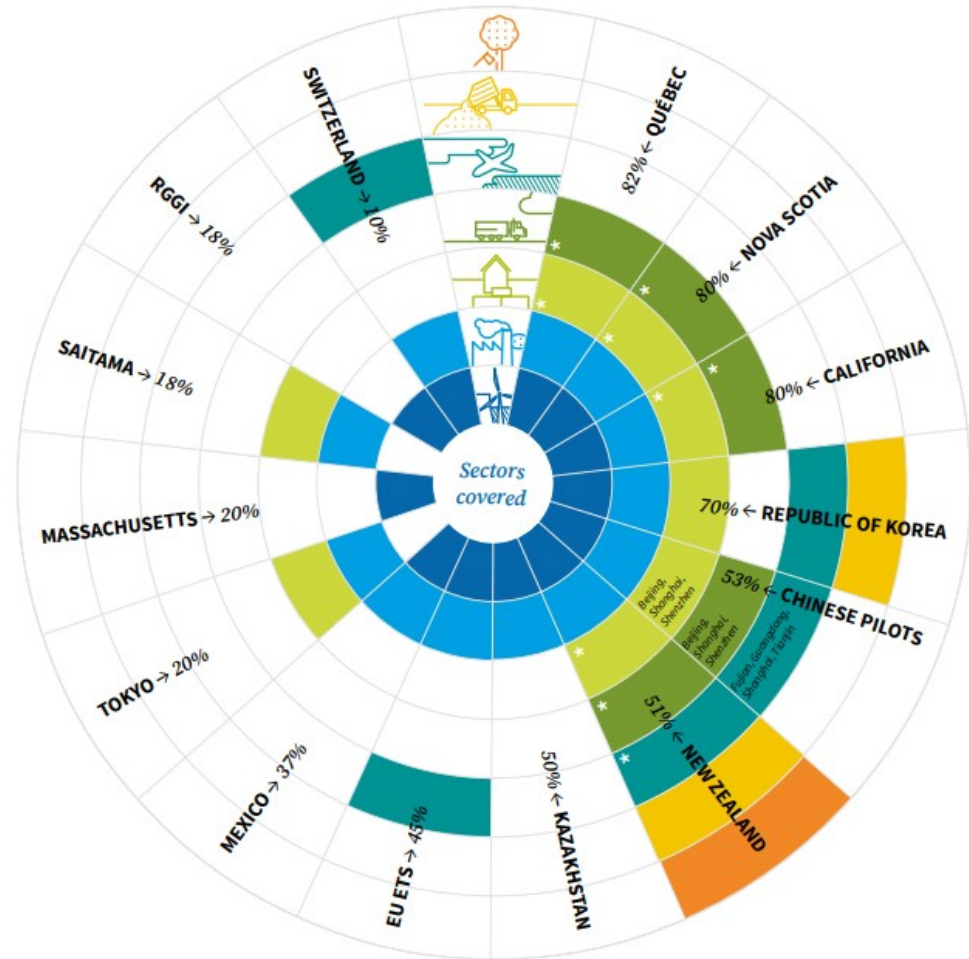 Sectors
covered
82% ← QUÉBEC
80% ← NOVA SCOTIA
80% ← CALIFORNIA
70% ← REPUBLIC OF KOREA
53% ← CHINESE PILOTS
Beijing,
Shanghai,
Shenzhen
Beijing,
Shanghai,
Shenzhen
Fujian, Guangdong,
Shanghai, Tianjin
51% ← NEW ZEALAND
50% ← KAZAKHSTAN
EU ETS → 45%
MEXICO → 37%
TOKYO → 20%
MASSACHUSETTS → 20%
SAITAMA → 18%
RGGI → 18%
SWITZERLAND → 10%